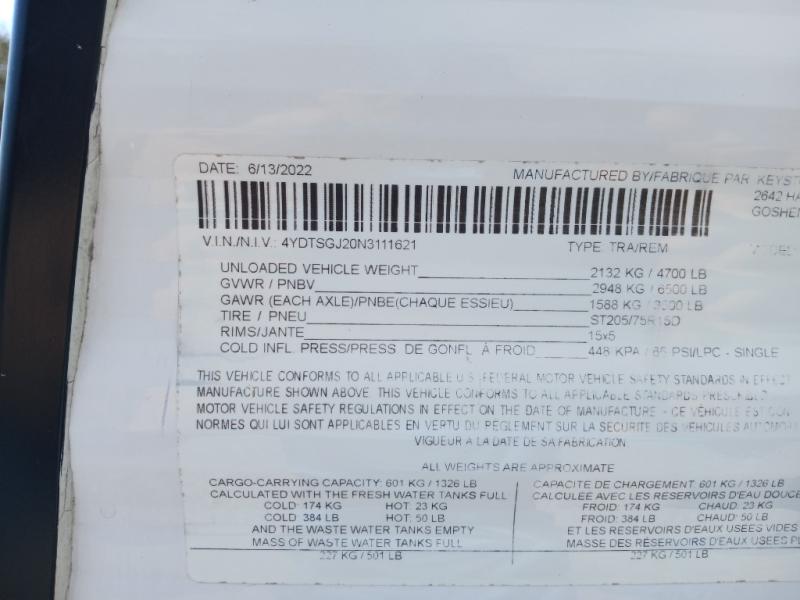 DATE: 6/13/2022
MANUFACTURED BY/FABRIQUE PAR KEYST
2642 HA
GOSHEN
V.I.N./N.I.V.: 4YDTSGJ20N3111621
TYPE: TRA/REM
UNLOADED VEHICLE WEIGHT 2132 KG / 4700 LB
GVWR / PNBV 2948 KG / 6500 LB
GAWR (EACH AXLE)/PNBE(CHAQUE ESSIEU) 1588 KG / 3500 LB
TIRE / PNEU ST205/75R15D
RIMS/JANTE 15x5
COLD INFL. PRESS/PRESS. DE GONFL. À FROID 448 KPA / 65 PSI/LPC - SINGLE
THIS VEHICLE CONFORMS TO ALL APPLICABLE U.S. FEDERAL MOTOR VEHICLE SAFETY STANDARDS IN EFFECT
MANUFACTURE SHOWN ABOVE. THIS VEHICLE CONFORMS TO ALL APPLICABLE STANDARDS PRESCRIBED
MOTOR VEHICLE SAFETY REGULATIONS IN EFFECT ON THE DATE OF MANUFACTURE - CE VÉHICULE EST CON
NORMES QUI LUI SONT APPLICABLES EN VERTU DU RÈGLEMENT SUR LA SÉCURITÉ DES VÉHICULES AUTOMO
VIGUEUR À LA DATE DE SA FABRICATION
ALL WEIGHTS ARE APPROXIMATE
CARGO-CARRYING CAPACITY: 601 KG / 1326 LB
CALCULATED WITH THE FRESH WATER TANKS FULL
COLD: 174 KG HOT: 23 KG
COLD: 384 LB HOT: 50 LB
AND THE WASTE WATER TANKS EMPTY
MASS OF WASTE WATER TANKS FULL
227 KG / 501 LB
CAPACITE DE CHARGEMENT: 601 KG / 1326 LB
CALCULÉE AVEC LES RESERVOIRS D'EAU DOUCE
FROID: 174 KG CHAUD: 23 KG
FROID: 384 LB CHAUD: 50 LB
ET LES RESERVOIRS D'EAUX USÉES VIDES
MASSE DES RÉSERVOIRS D'EAUX USEES P
227 KG / 501 LB